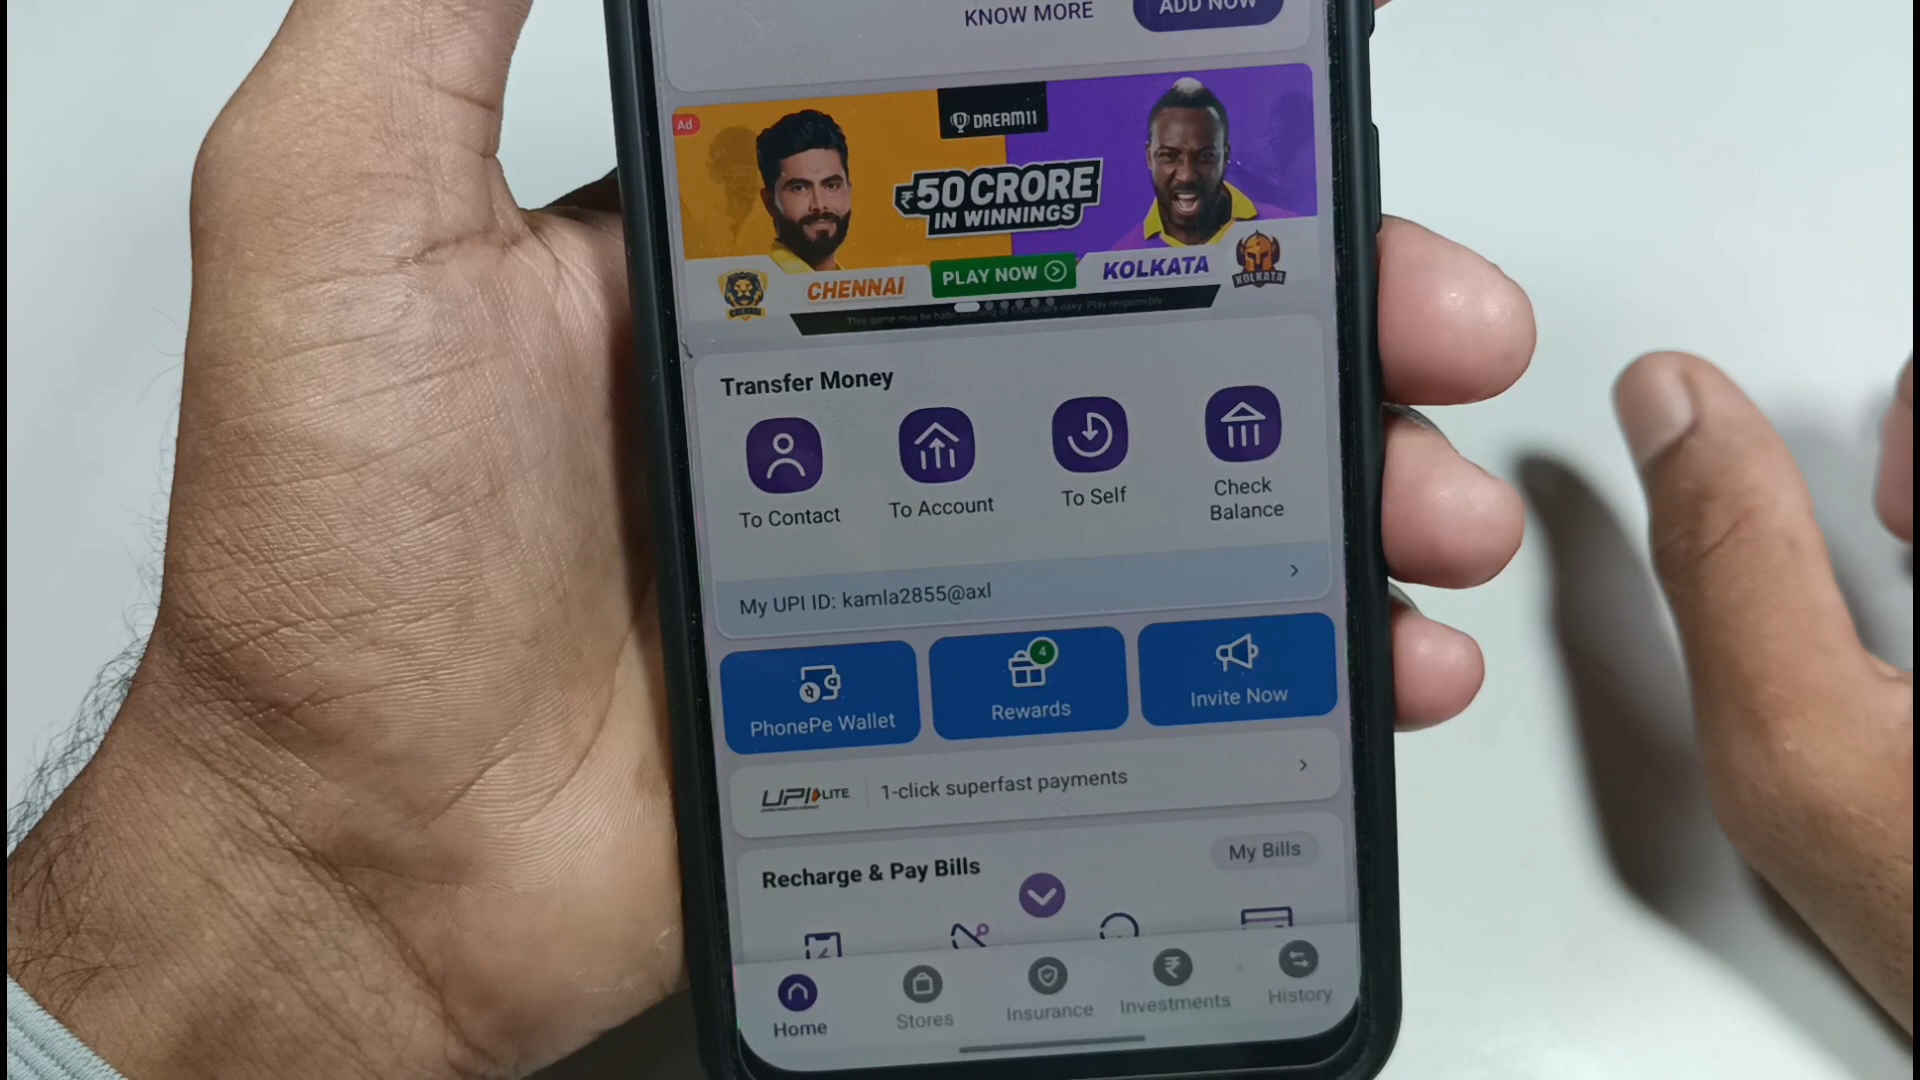 KNOW MORE
ADD NOW
Ad
DREAM11
₹50 CRORE
IN WINNINGS
CHENNAI
PLAY NOW
KOLKATA
CHENNAI
KOLKATA
This game may be habit forming or financially risky. Play responsibly.
Transfer Money
To Contact
To Account
To Self
Check
Balance
My UPI ID: kamla2855@axl
पे
4
PhonePe Wallet
Rewards
Invite Now
UPI LITE
1-click superfast payments
Recharge & Pay Bills
My Bills
Home
Stores
Insurance
₹
Investments
History